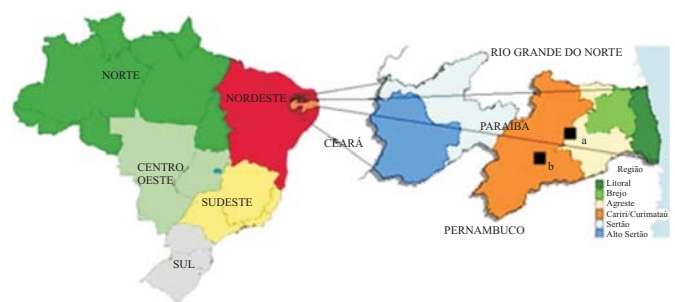 NORTE
NORDESTE
CENTRO
OESTE
SUDESTE
SUL
RIO GRANDE DO NORTE
CEARÁ
PARAÍBA
a
b
PERNAMBUCO
Região
Litoral
Brejo
Agreste
Cariri/Curimataú
Sertão
Alto Sertão